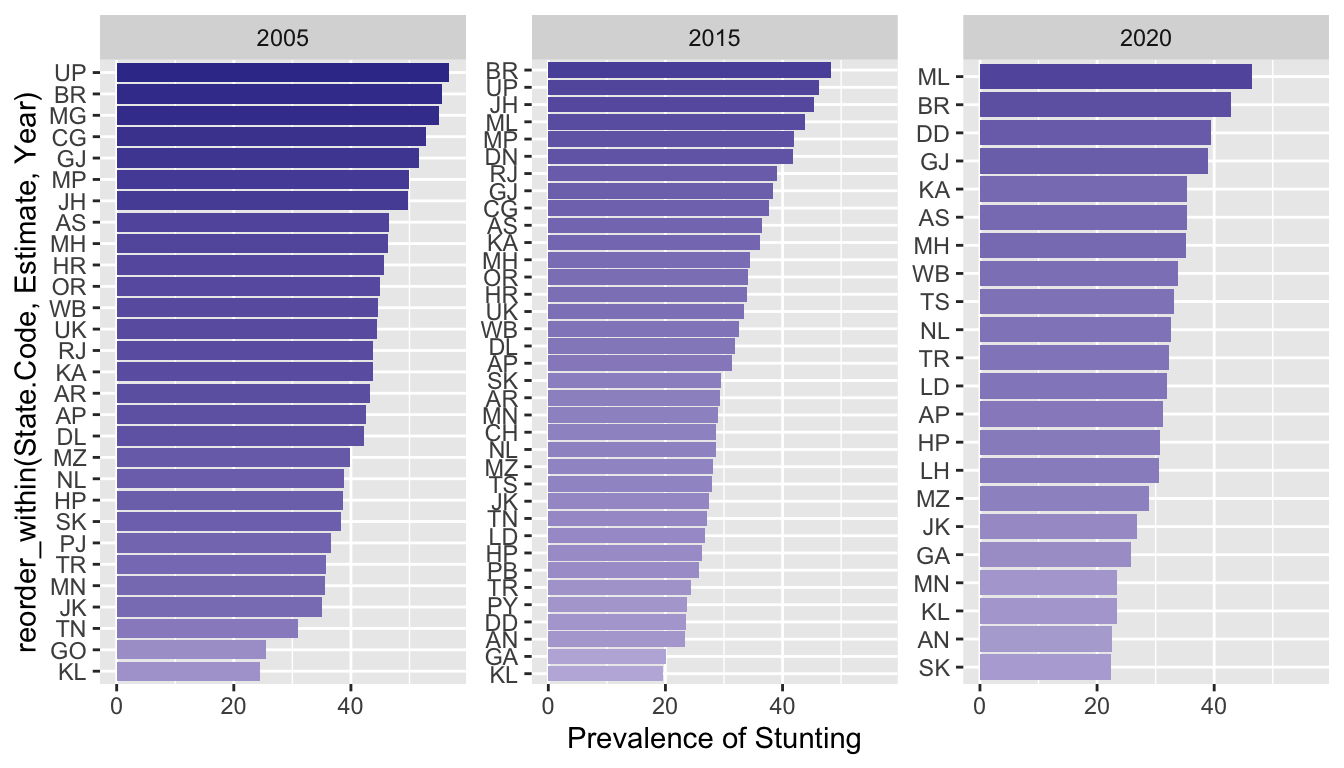 2005
2015
2020
reorder_within(State.Code, Estimate, Year)
UP
BR
MG
CG
GJ
MP
JH
AS
MH
HR
OR
WB
UK
RJ
KA
AR
AP
DL
MZ
NL
HP
SK
PJ
TR
MN
JK
TN
GO
KL
0 20 40
BR
UP
JH
ML
MP
DN
RJ
GJ
CG
AS
KA
MH
OR
HR
UK
WB
DL
AP
SK
AR
MN
CH
NL
MZ
TS
JK
TN
LD
HP
PB
TR
PY
DD
AN
GA
KL
0 20 40
ML
BR
DD
GJ
KA
AS
MH
WB
TS
NL
TR
LD
AP
HP
LH
MZ
JK
GA
MN
KL
AN
SK
0 20 40
Prevalence of Stunting